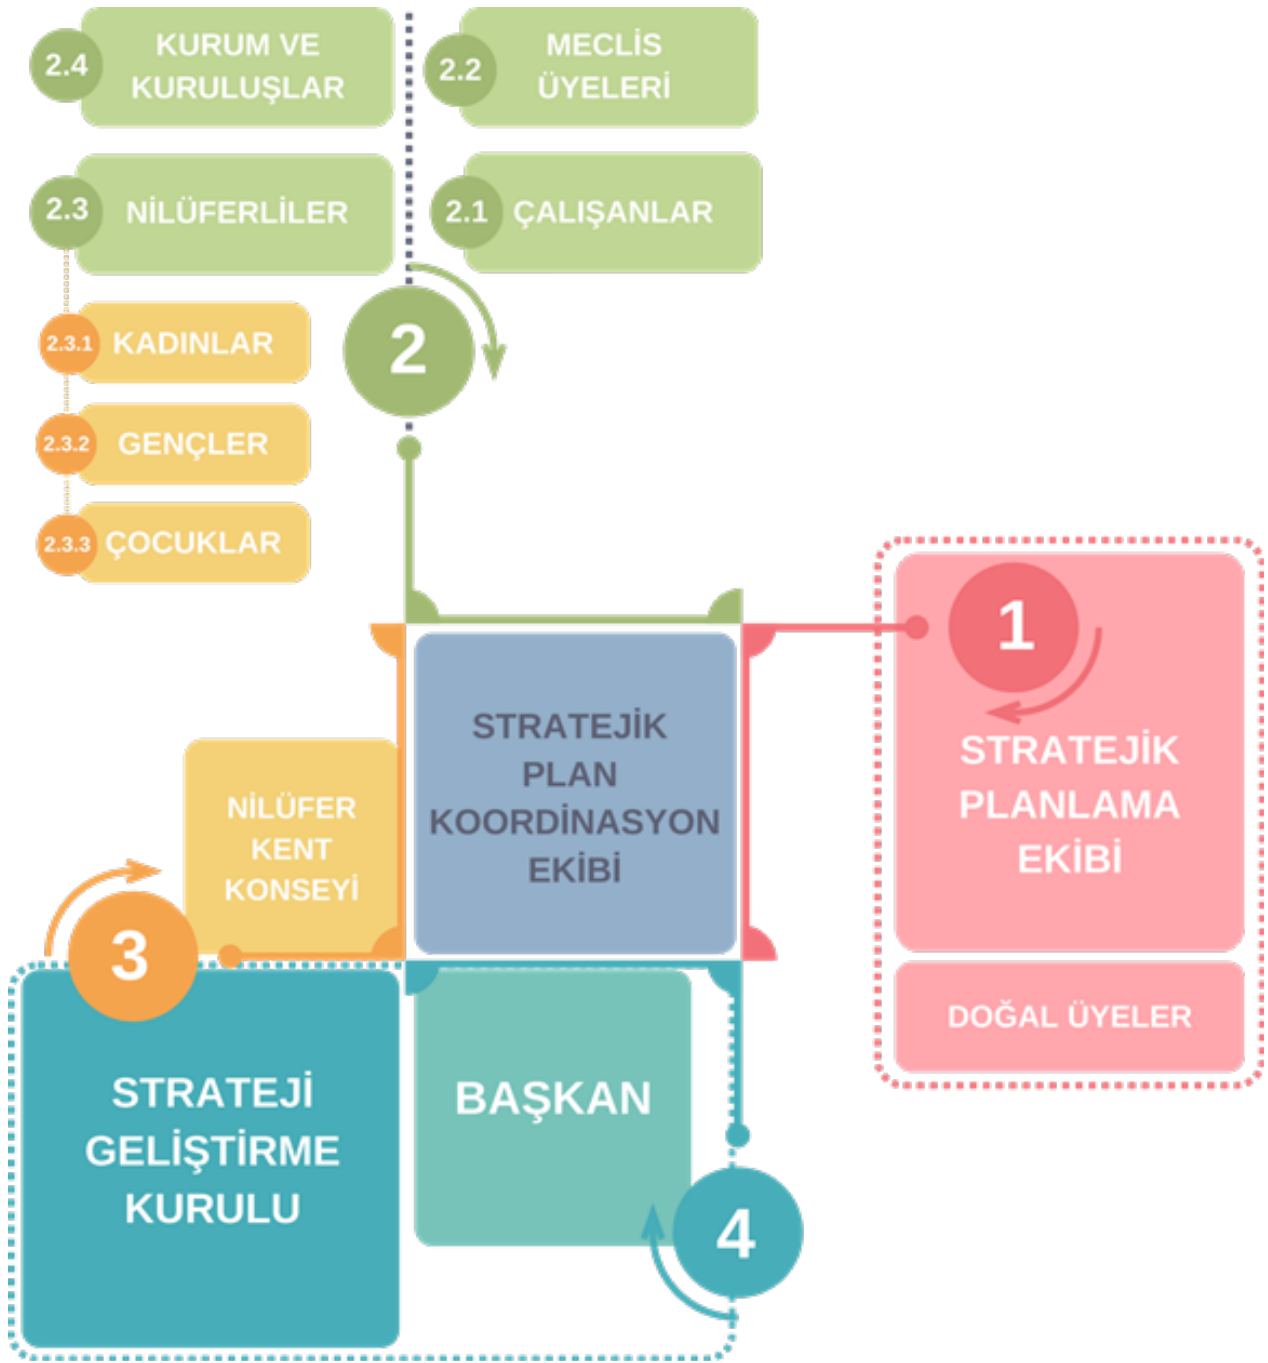 2.4
KURUM VE
KURULUŞLAR
2.2
MECLİS
ÜYELERİ
2.3
NİLÜFERLİLER
2.1
ÇALIŞANLAR
2.3.1
KADINLAR
2
2.3.2
GENÇLER
2.3.3
ÇOCUKLAR
1
STRATEJİK
PLANLAMA
EKİBİ
DOĞAL ÜYELER
STRATEJİK
PLAN
KOORDİNASYON
EKİBİ
NİLÜFER
KENT
KONSEYİ
3
STRATEJİ
GELİŞTİRME
KURULU
BAŞKAN
4